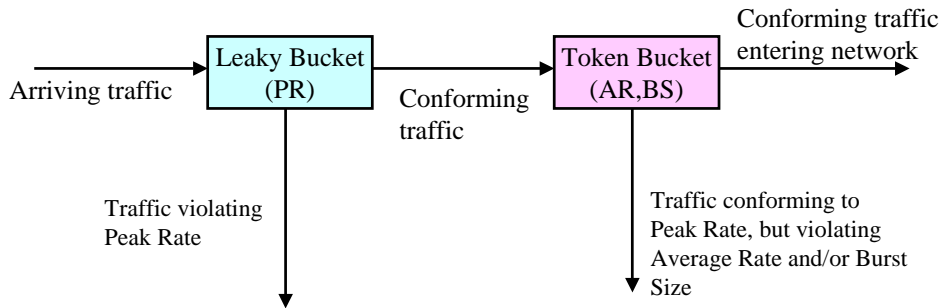 Arriving traffic
Leaky Bucket
(PR)
Conforming
traffic
Token Bucket
(AR,BS)
Conforming traffic
entering network
Traffic violating
Peak Rate
Traffic conforming to
Peak Rate, but violating
Average Rate and/or Burst
Size